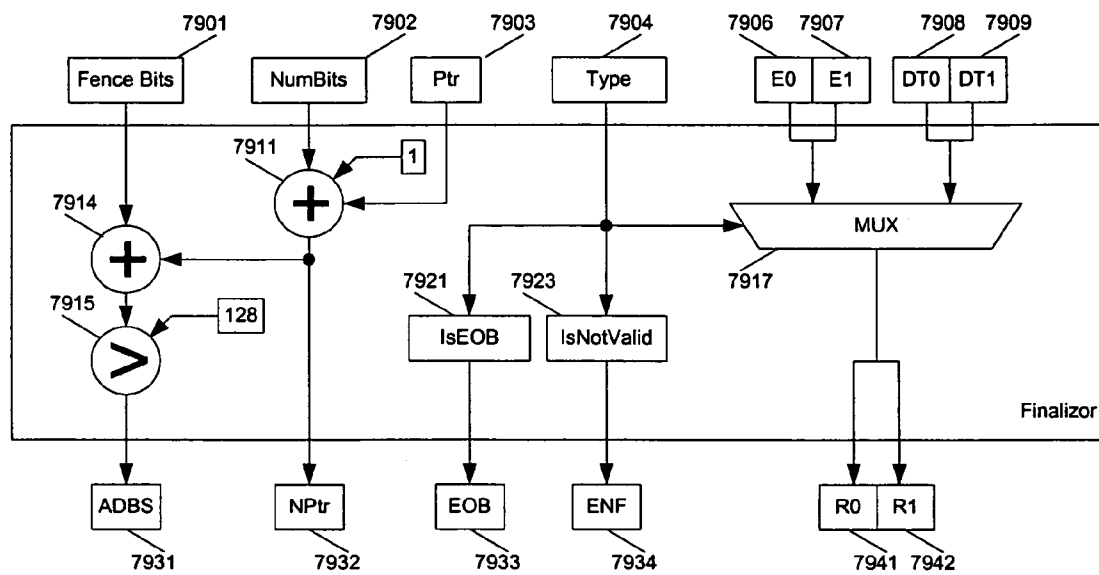 7901
7902
7903
7904
7906
7907
7908
7909
Fence Bits
NumBits
Ptr
Type
E0
E1
DT0
DT1
7911
1
+
7914
+
MUX
7917
7915
128
>
7921
7923
IsEOB
IsNotValid
Finalizor
ADBS
NPtr
EOB
ENF
R0
R1
7931
7932
7933
7934
7941
7942